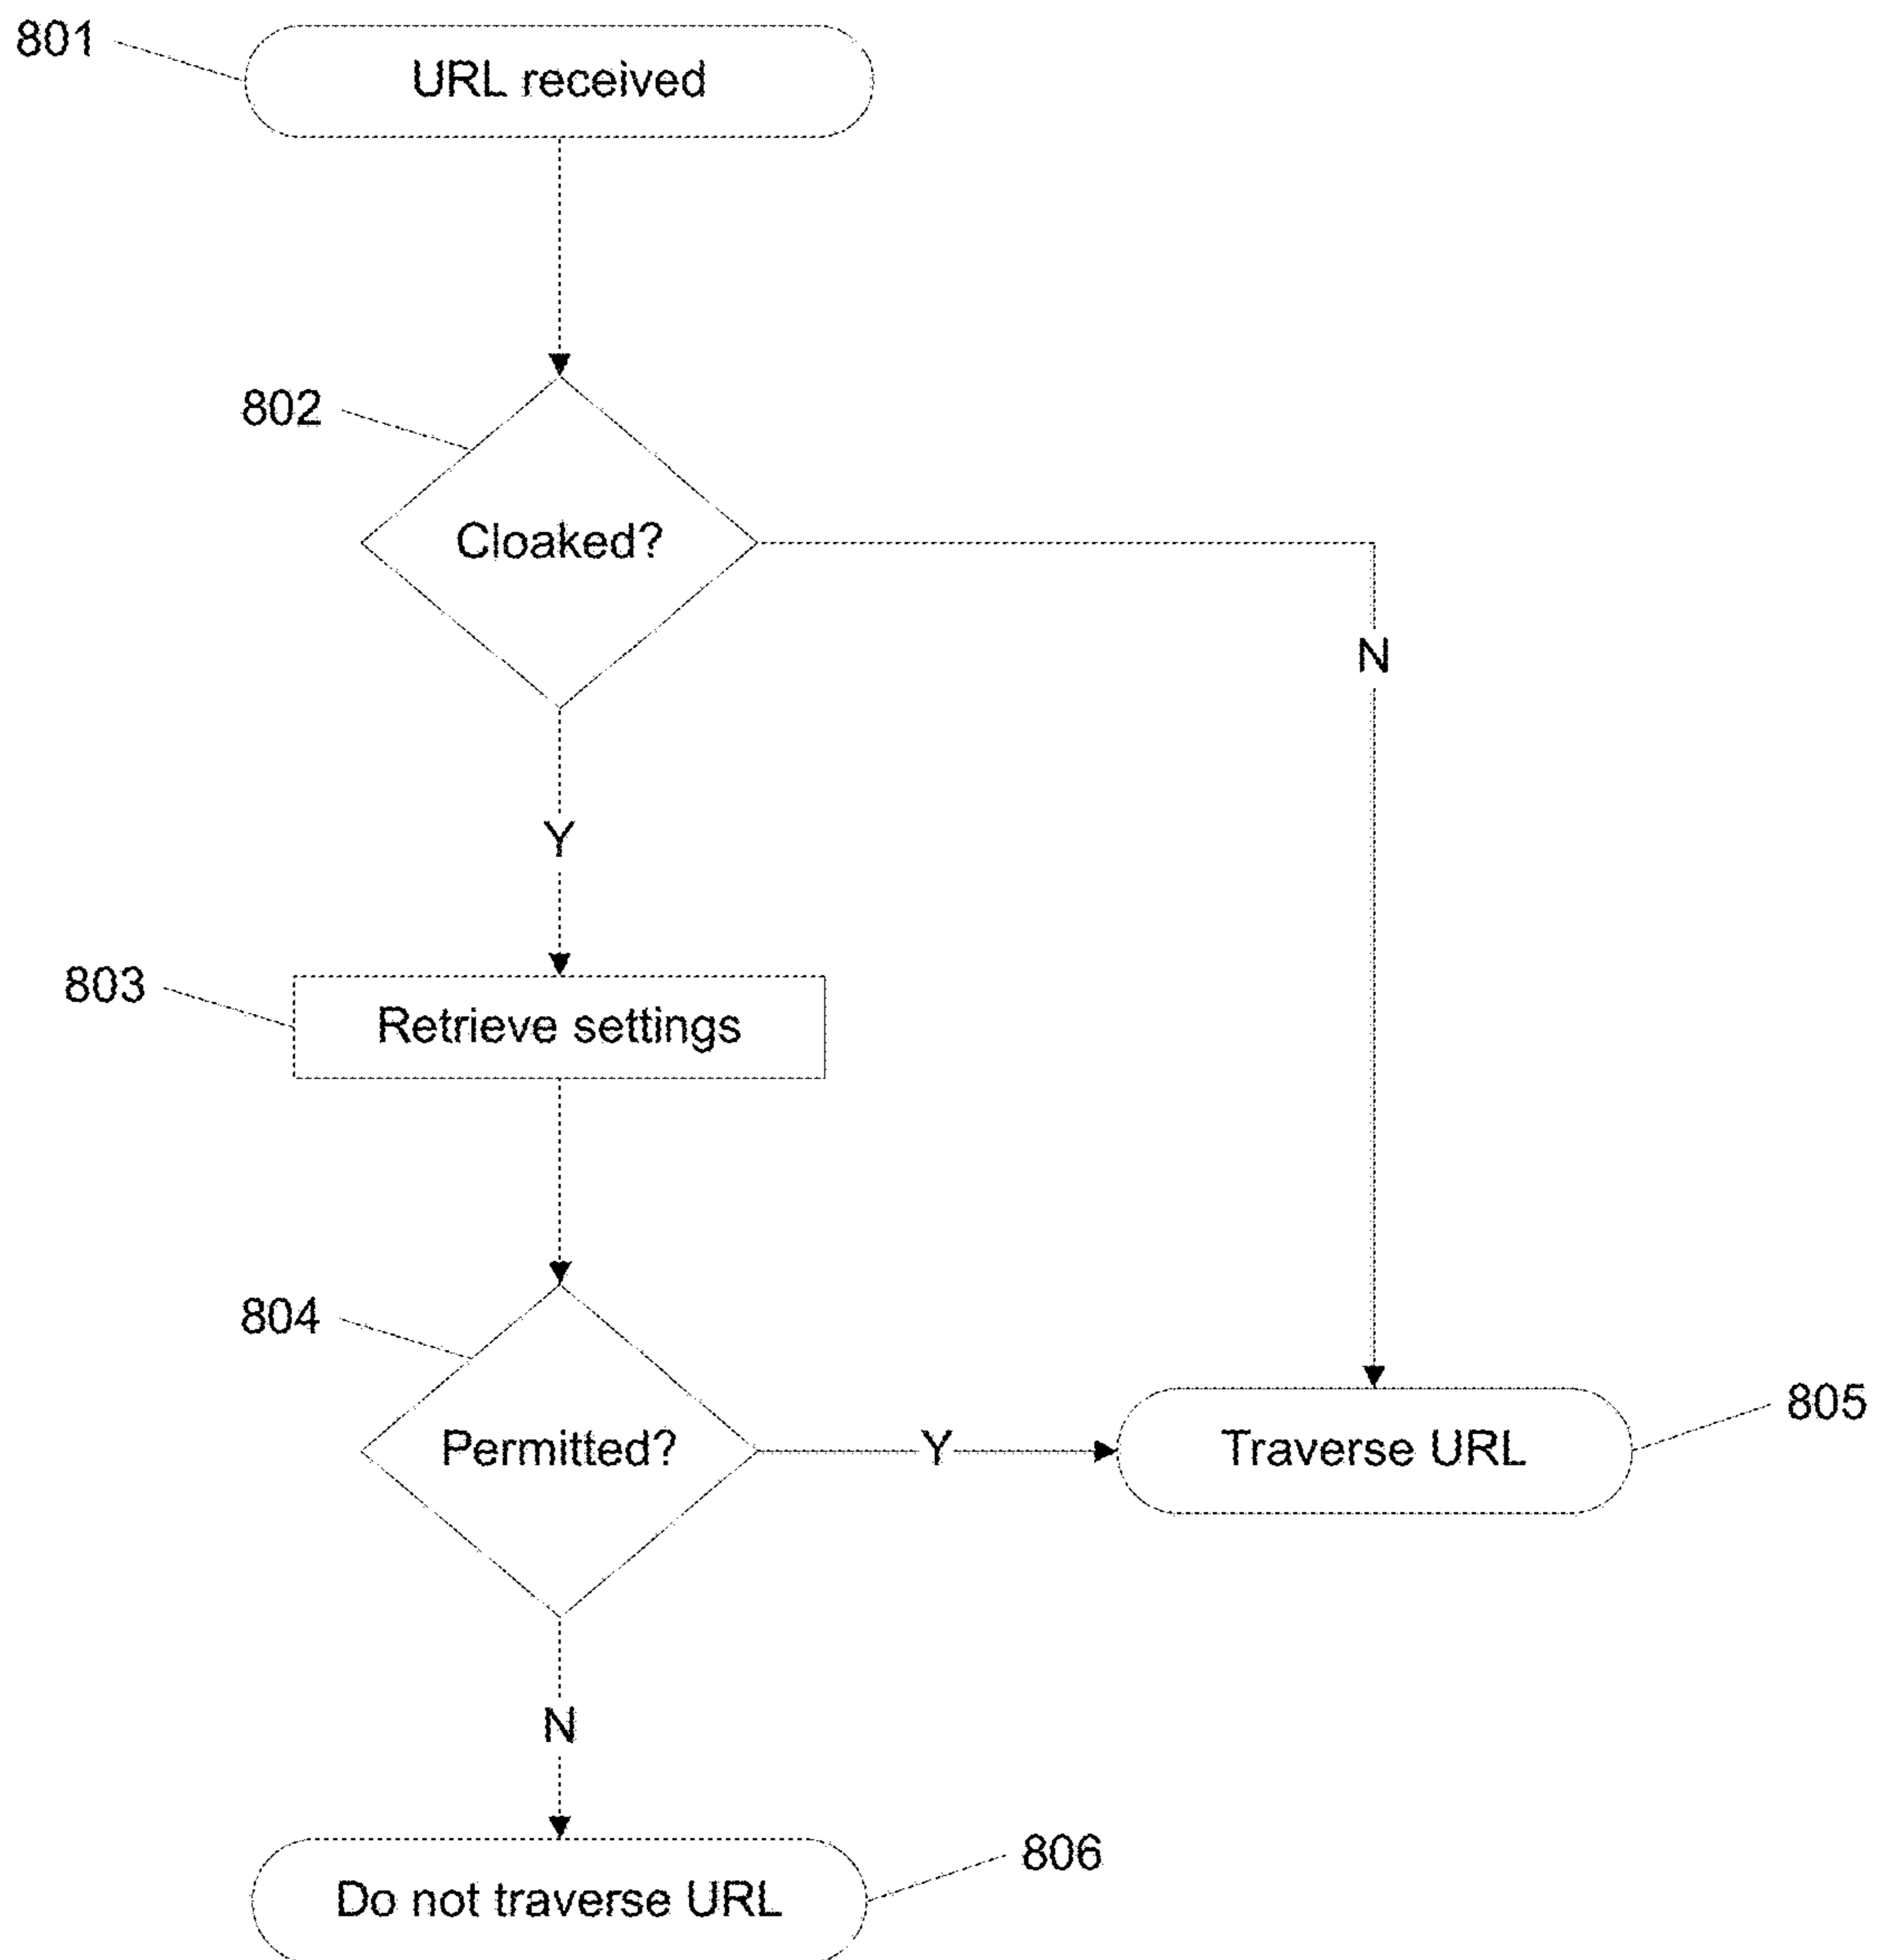 801
URL received
802
Cloaked?
N
Y
803
Retrieve settings
804
Permitted?
Y
Traverse URL
805
N
Do not traverse URL
806